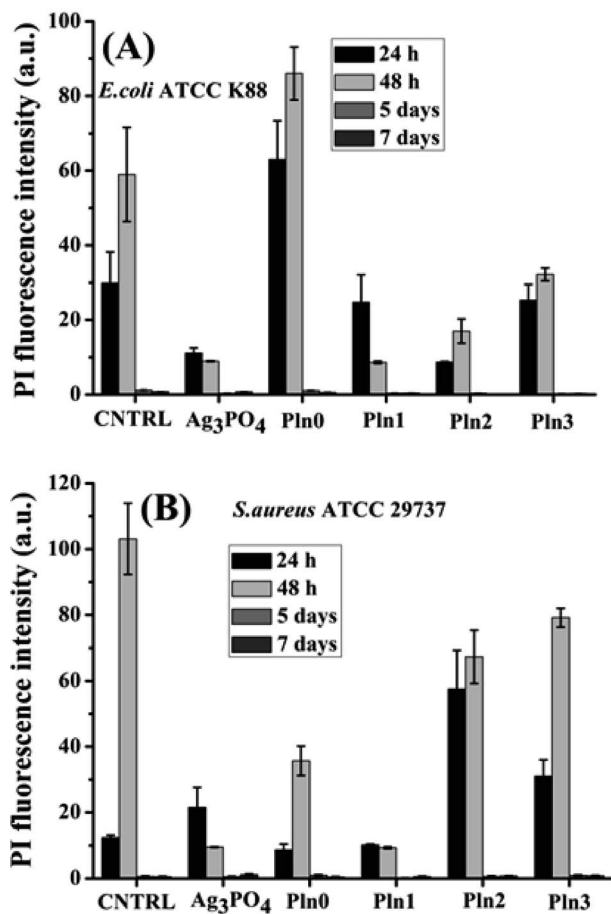 100
80
60
40
20
0
PI fluorescence intensity (a.u.)
(A)
E.coli ATCC K88
24 h
48 h
5 days
7 days
CNTRL Ag3PO4 Pln0 Pln1 Pln2 Pln3
120
100
80
60
40
20
0
PI fluorescence intensity (a.u.)
(B)
S.aureus ATCC 29737
24 h
48 h
5 days
7 days
CNTRL Ag3PO4 Pln0 Pln1 Pln2 Pln3